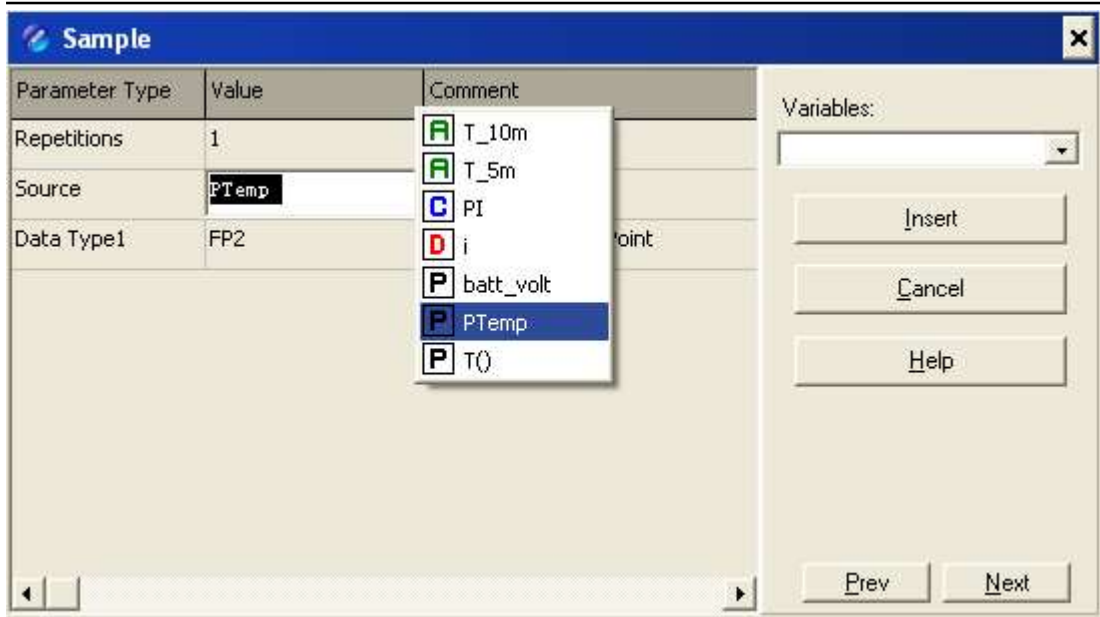 Sample
Parameter Type Value Comment
Repetitions 1
Source PTemp
Data Type1 FP2 Point
A T_10m
A T_5m
C PI
D i
P batt_volt
P PTemp
P T()
Variables:
Insert
Cancel
Help
Prev Next